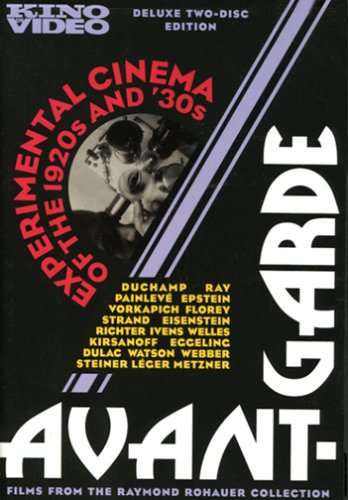 KINO
VIDEO
DELUXE TWO-DISC
EDITION
EXPERIMENTAL CINEMA
OF THE 1920s AND '30s
DUCHAMP RAY
PAINLEVÉ EPSTEIN
VORKAPICH FLOREY
STRAND EISENSTEIN
RICHTER IVENS WELLES
KIRSANOFF EGGELING
DULAC WATSON WEBBER
STEINER LÉGER METZNER
AVANT-
GARDE
FILMS FROM THE RAYMOND ROHAUER COLLECTION